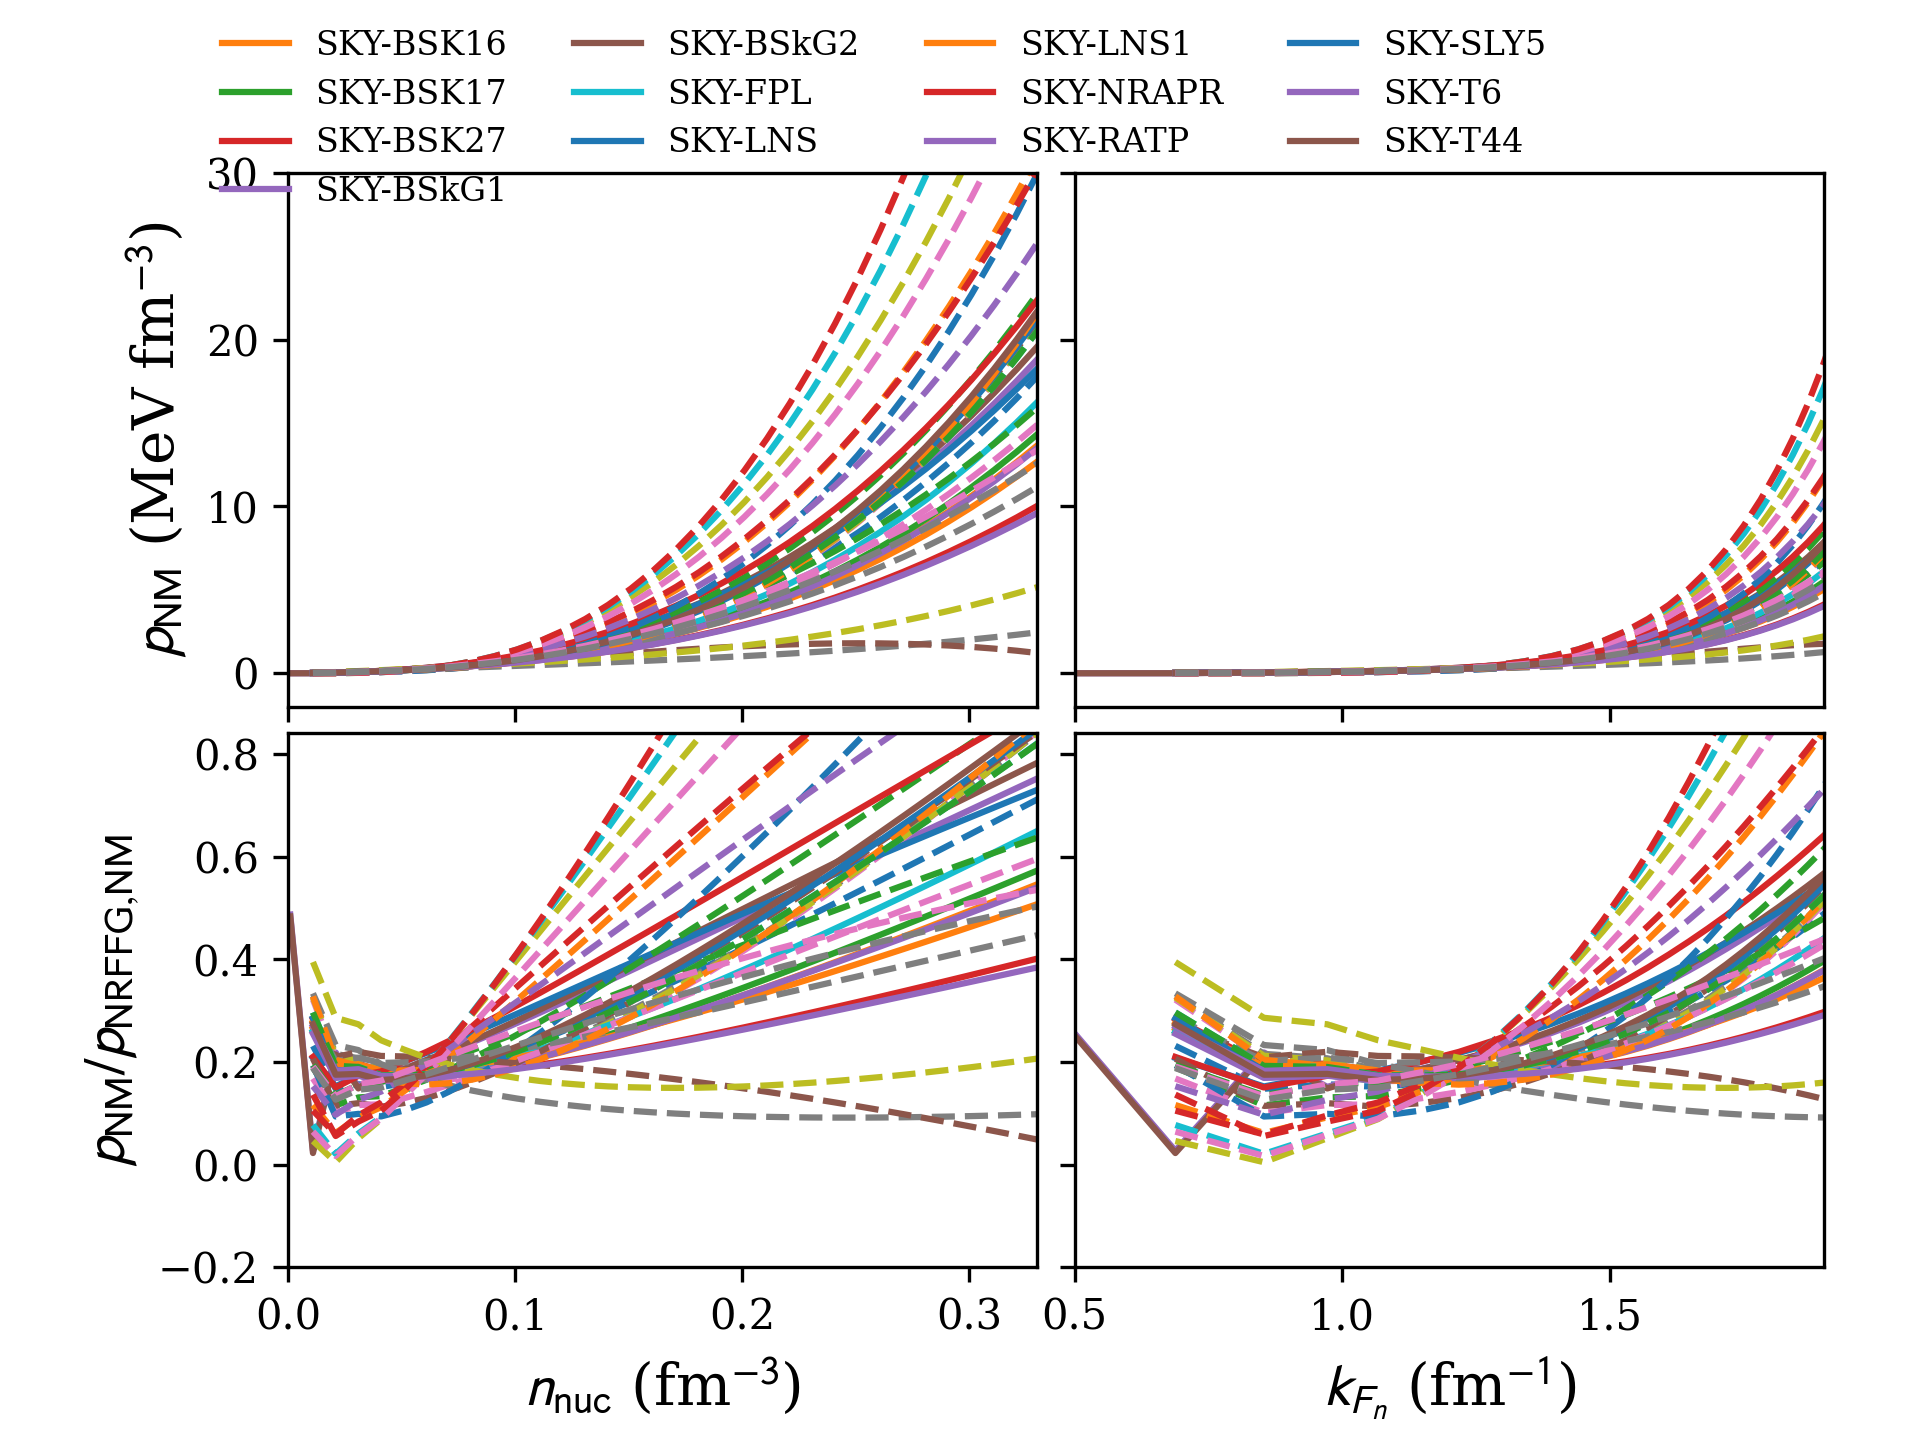 SKY-BSK16 SKY-BSkG2 SKY-LNS1 SKY-SLY5
SKY-BSK17 SKY-FPL SKY-NRAPR SKY-T6
SKY-BSK27 SKY-LNS SKY-RATP SKY-T44
SKY-BSkG1
30
20
10
0
p_NM (MeV fm⁻³)
0.8
0.6
0.4
0.2
0.0
−0.2
p_NM/p_NRFFG,NM
0.0 0.1 0.2 0.3 0.5 1.0 1.5
n_nuc (fm⁻³) k_F_n (fm⁻¹)